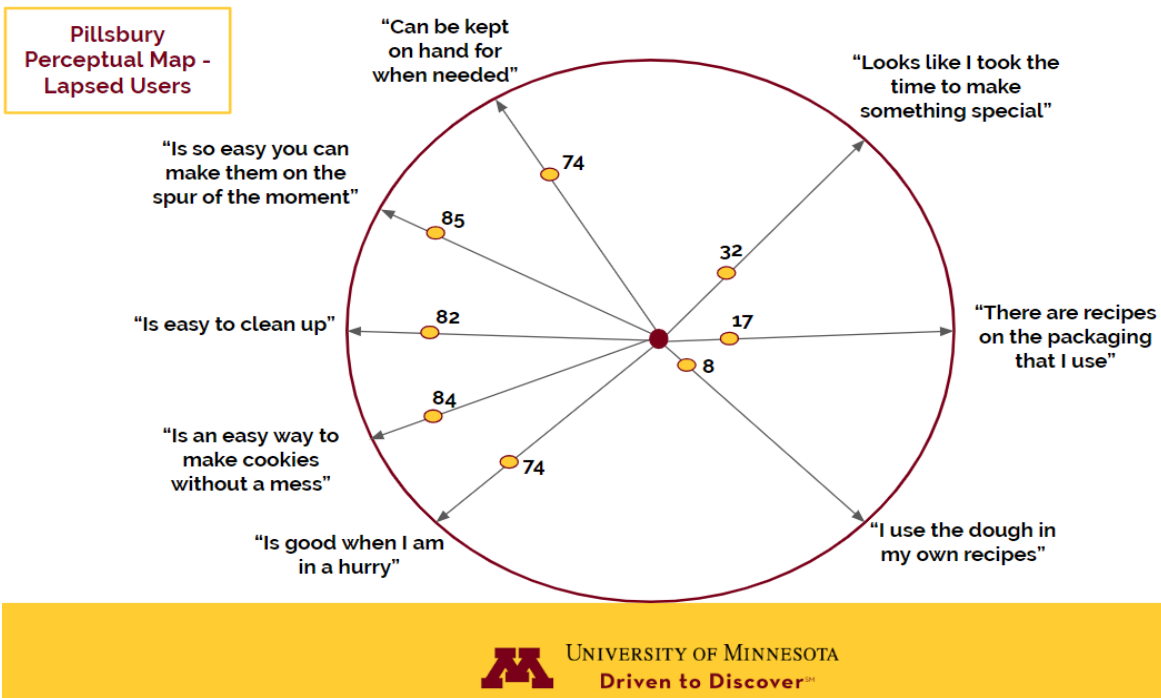 Pillsbury
Perceptual Map -
Lapsed Users
“Can be kept
on hand for
when needed”
“Looks like I took the
time to make
something special”
“Is so easy you can
make them on the
spur of the moment”
74
85
32
“Is easy to clean up”
82
17
“There are recipes
on the packaging
that I use”
8
84
“Is an easy way to
make cookies
without a mess”
74
“Is good when I am
in a hurry”
“I use the dough in
my own recipes”
M
UNIVERSITY OF MINNESOTA
Driven to Discover℠